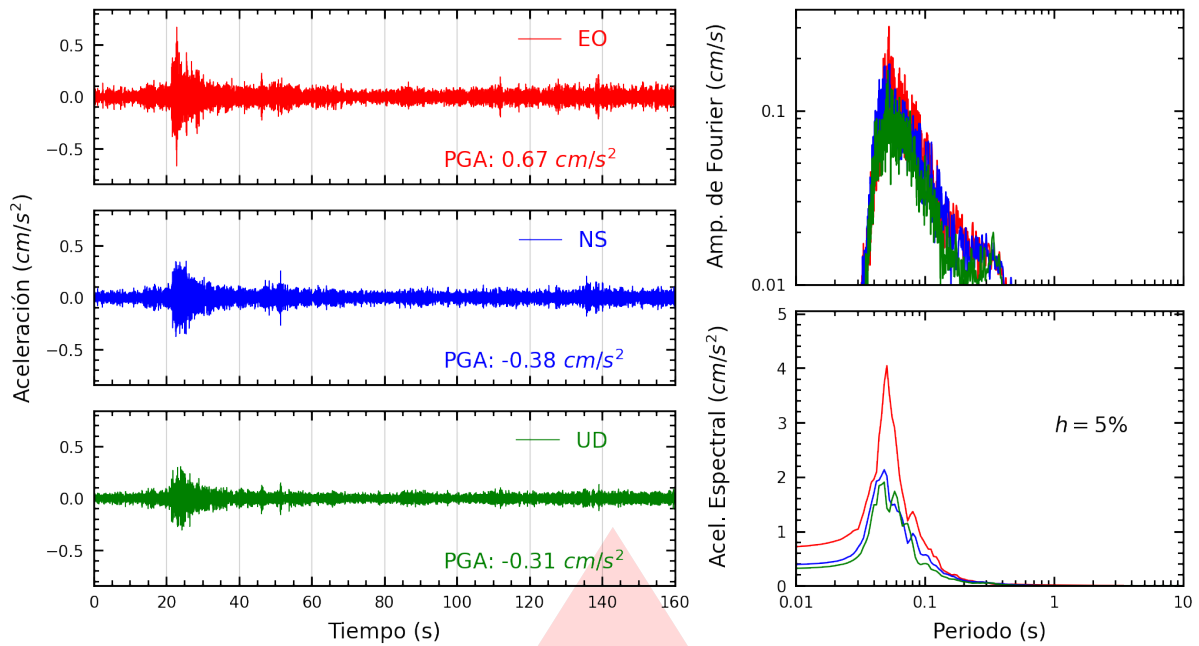 Aceleración (cm/s²)
0.5
0.0
−0.5
EO
PGA: 0.67 cm/s²
0.5
0.0
−0.5
NS
PGA: -0.38 cm/s²
0.5
0.0
−0.5
UD
PGA: -0.31 cm/s²
0 20 40 60 80 100 120 140 160
Tiempo (s)
Amp. de Fourier (cm/s)
0.1
0.01
Acel. Espectral (cm/s²)
5
4
3
2
1
0
h = 5%
0.01 0.1 1 10
Periodo (s)